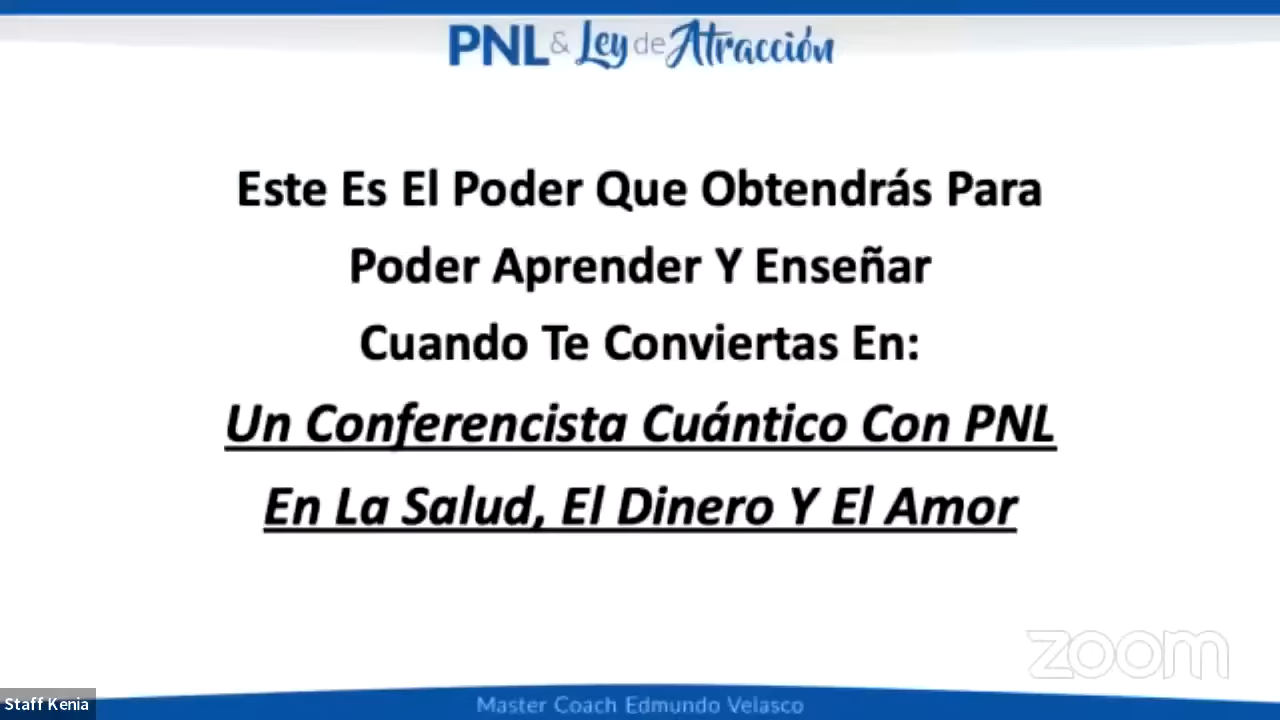 PNL & Ley de Atracción
Este Es El Poder Que Obtendrás Para
Poder Aprender Y Enseñar
Cuando Te Conviertas En:
Un Conferencista Cuántico Con PNL
En La Salud, El Dinero Y El Amor
zoom
Staff Kenia
Master Coach Edmundo Velasco